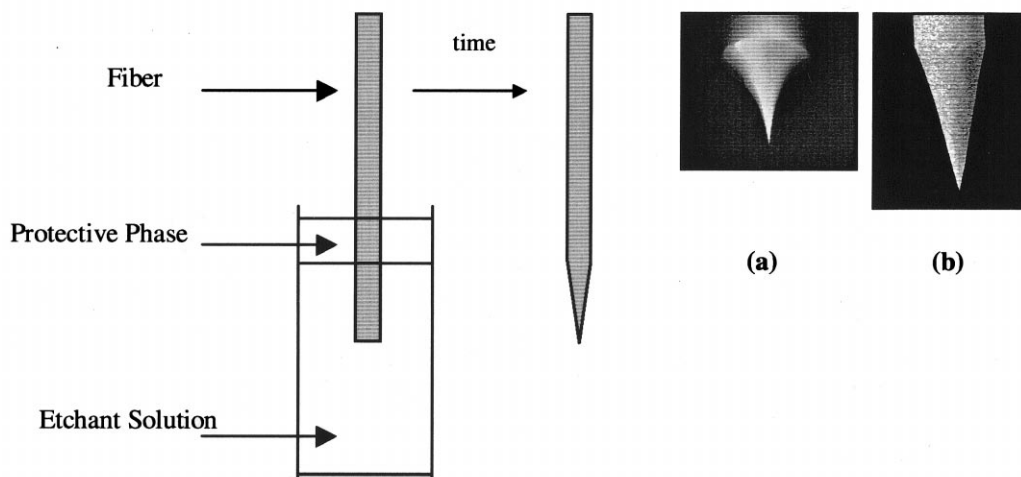 time
Fiber
Protective Phase
(a)
(b)
Etchant Solution